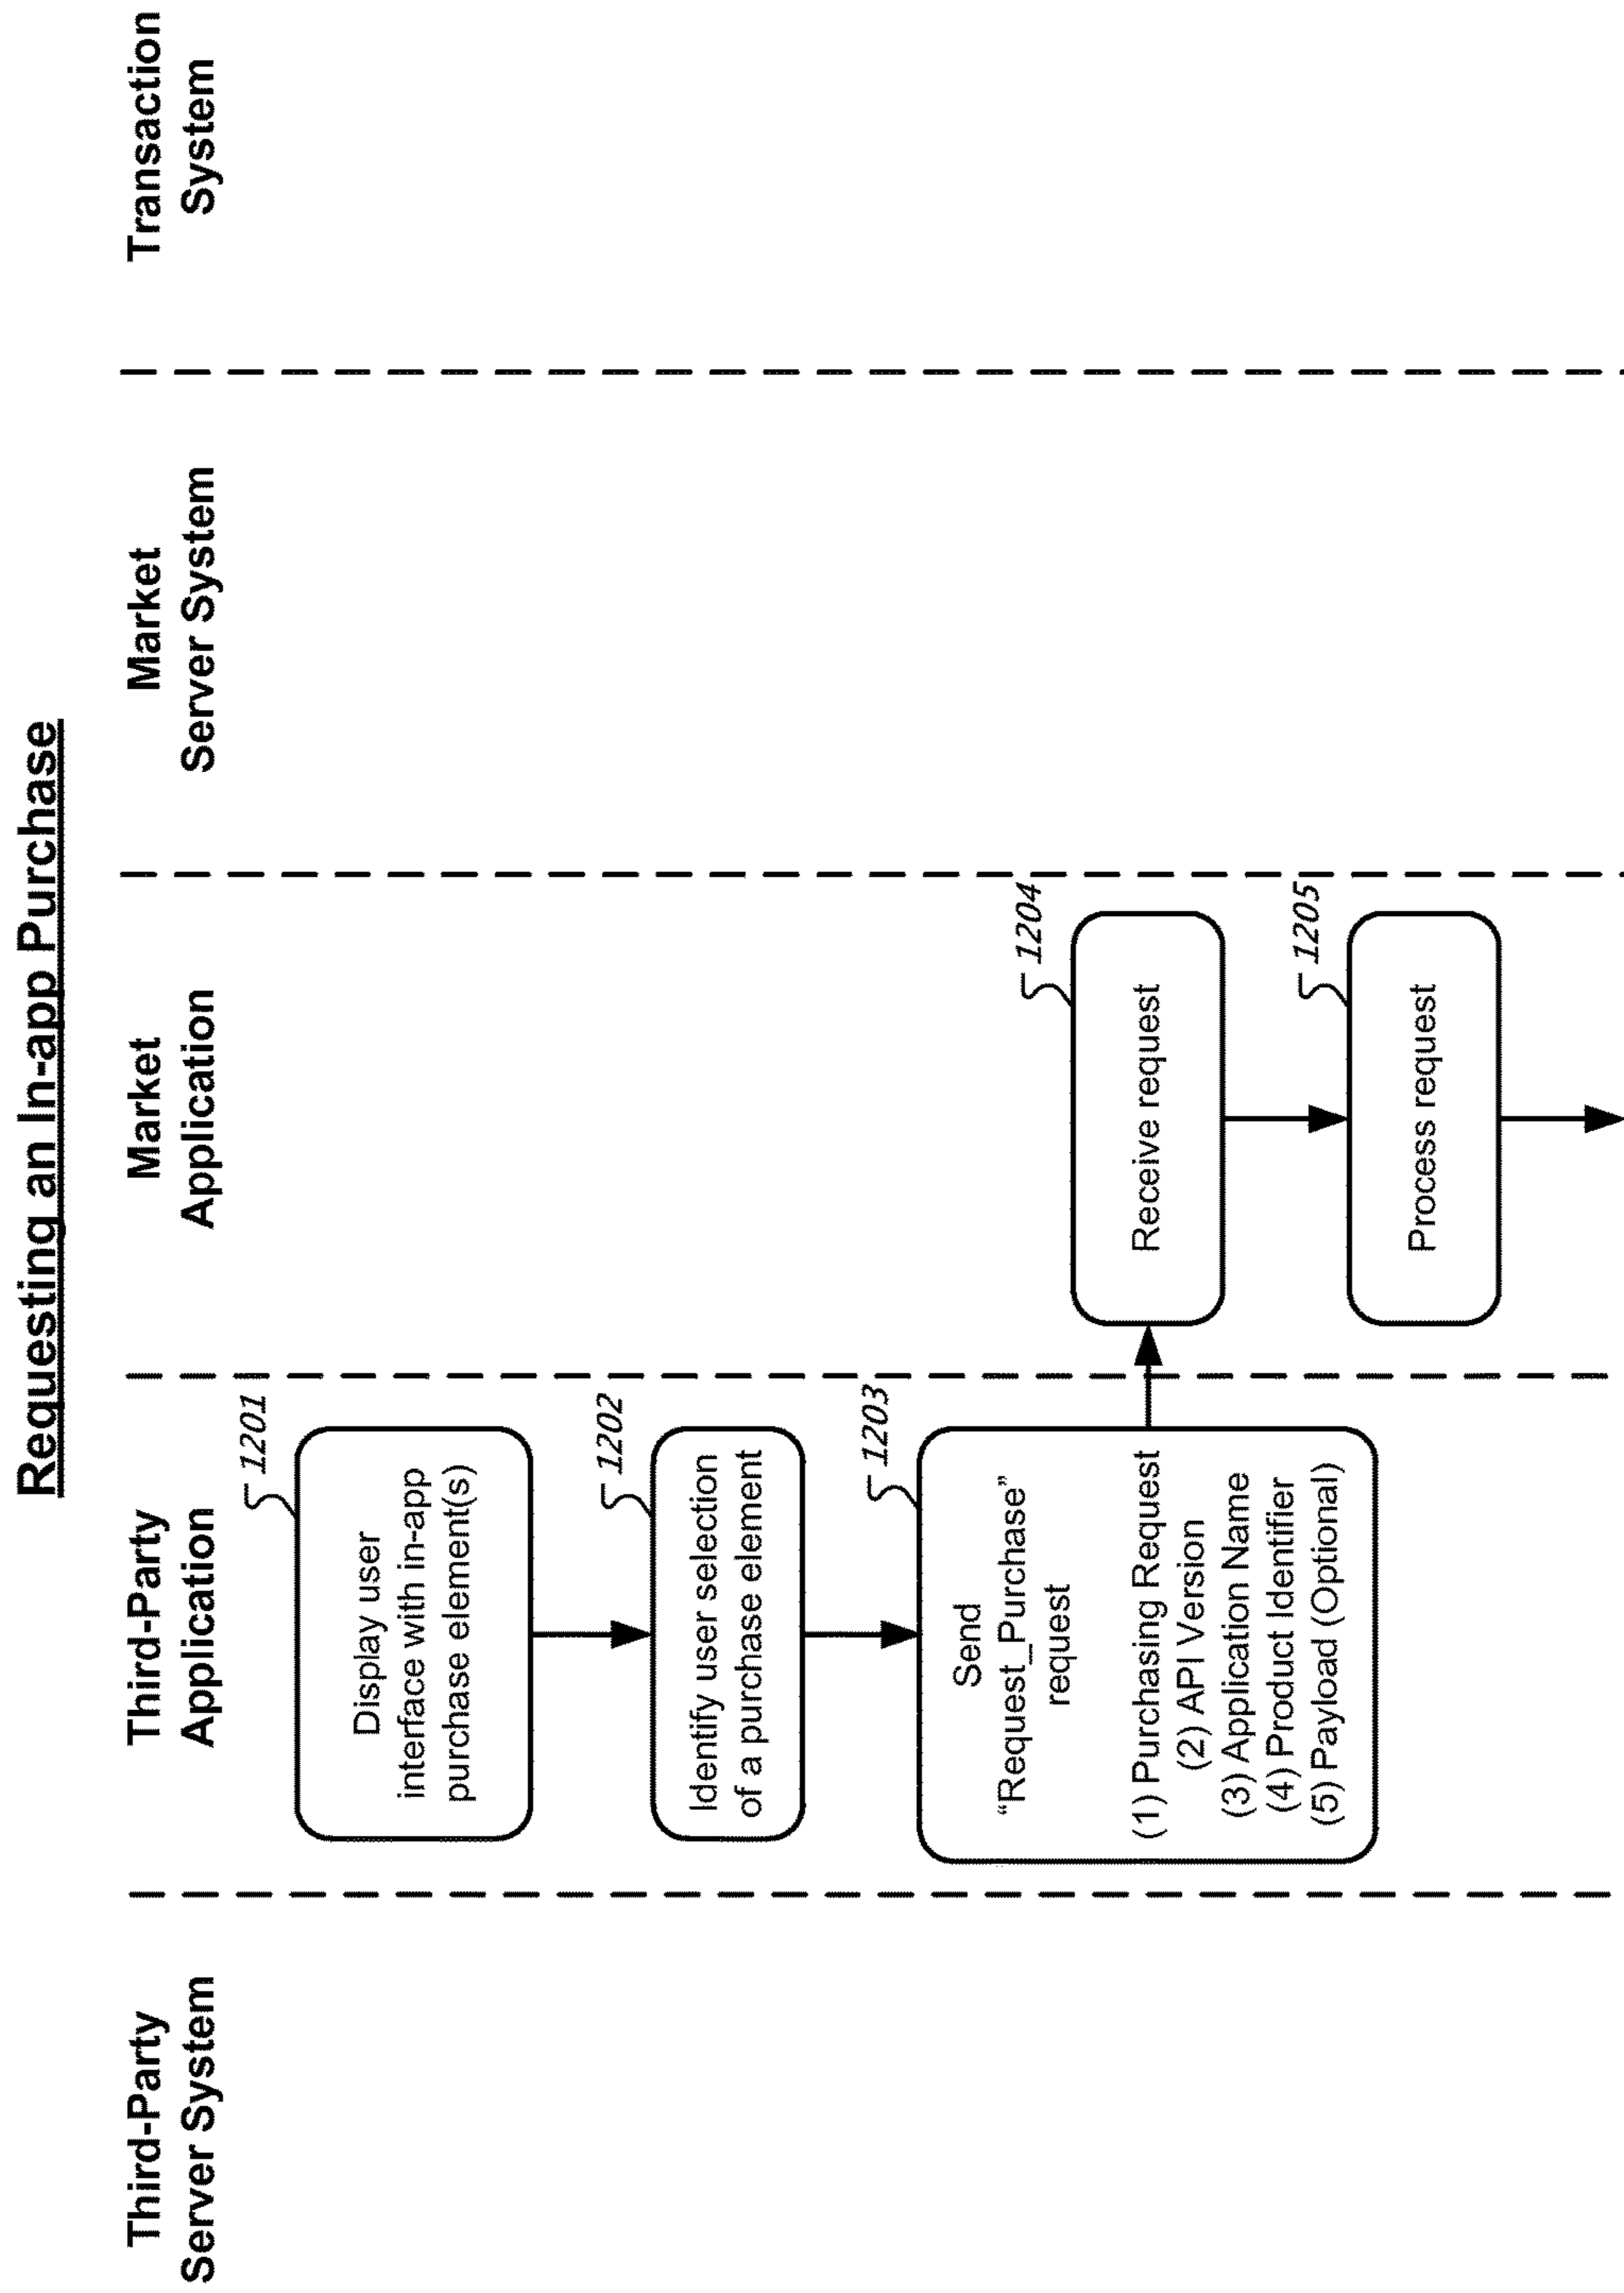 Requesting an In-app Purchase
Third-Party
Server System
Third-Party
Application
Market
Application
Market
Server System
Transaction
System
1201
Display user
interface with in-app
purchase element(s)
1202
Identify user selection
of a purchase element
1203
Send
“Request_Purchase”
request
(1) Purchasing Request
(2) API Version
(3) Application Name
(4) Product Identifier
(5) Payload (Optional)
1204
Receive request
1205
Process request